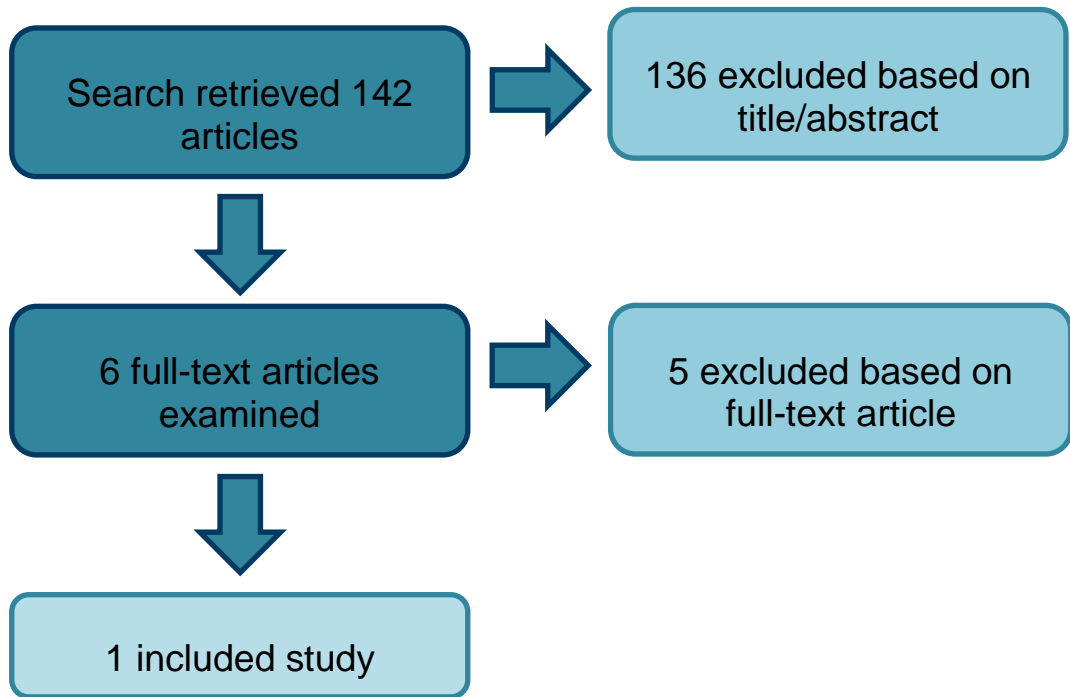 Search retrieved 142
articles
136 excluded based on
title/abstract
6 full-text articles
examined
5 excluded based on
full-text article
1 included study